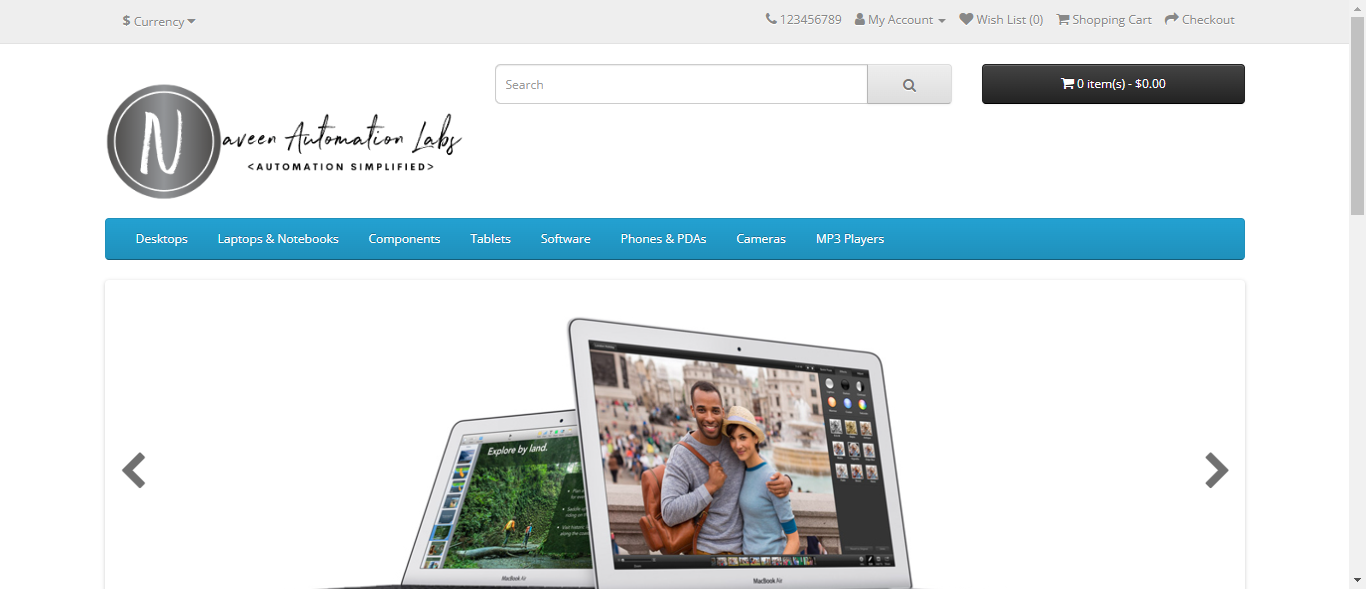 $ Currency
123456789 My Account Wish List (0) Shopping Cart Checkout
Search
0 item(s) - $0.00
Naveen Automation Labs
<AUTOMATION SIMPLIFIED>
Desktops Laptops & Notebooks Components Tablets Software Phones & PDAs Cameras MP3 Players
Explore by land.
MacBook Air
MacBook Air